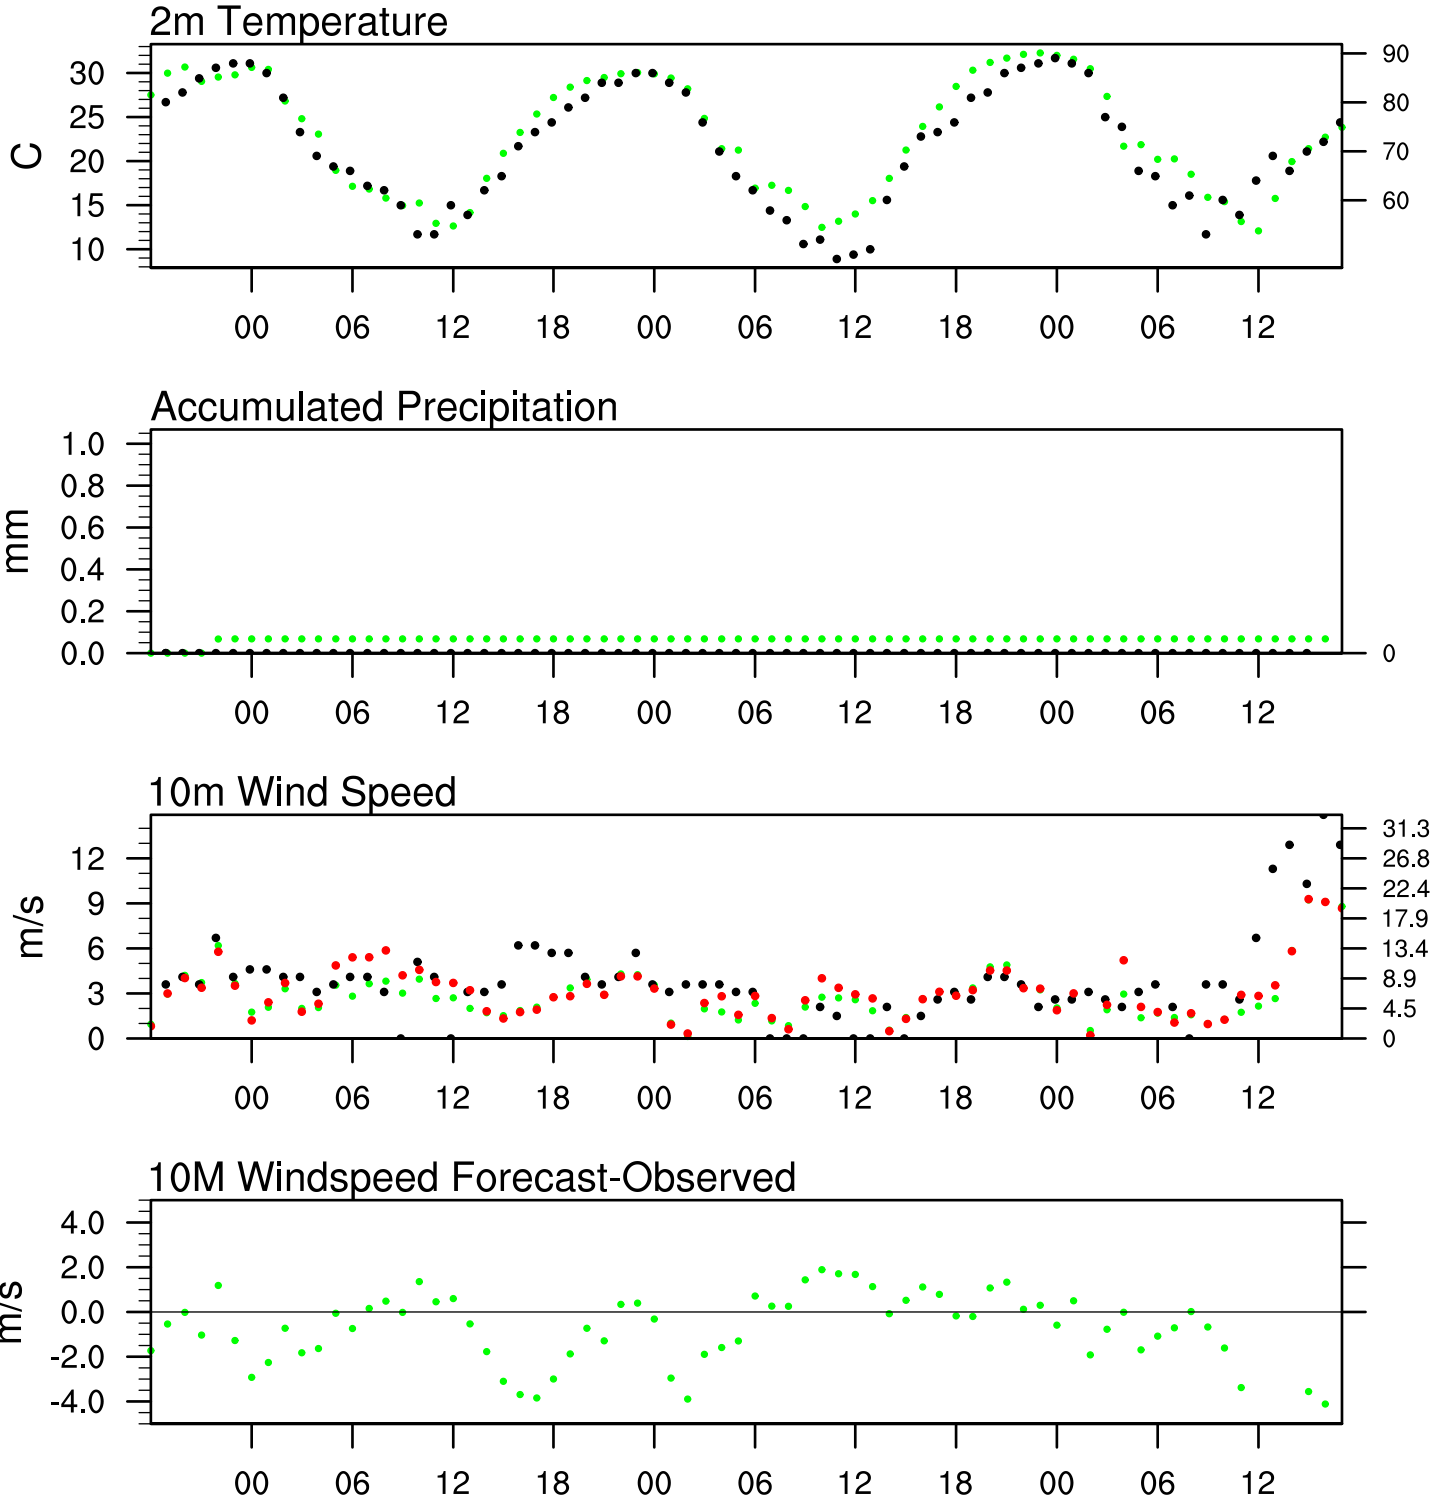 2m Temperature
30
25
20
15
10
C
90
80
70
60
00 06 12 18 00 06 12 18 00 06 12
Accumulated Precipitation
1.0
0.8
0.6
0.4
0.2
0.0
mm
0
00 06 12 18 00 06 12 18 00 06 12
10m Wind Speed
12
9
6
3
0
m/s
31.3
26.8
22.4
17.9
13.4
8.9
4.5
0
00 06 12 18 00 06 12 18 00 06 12
10M Windspeed Forecast-Observed
4.0
2.0
0.0
-2.0
-4.0
m/s
00 06 12 18 00 06 12 18 00 06 12